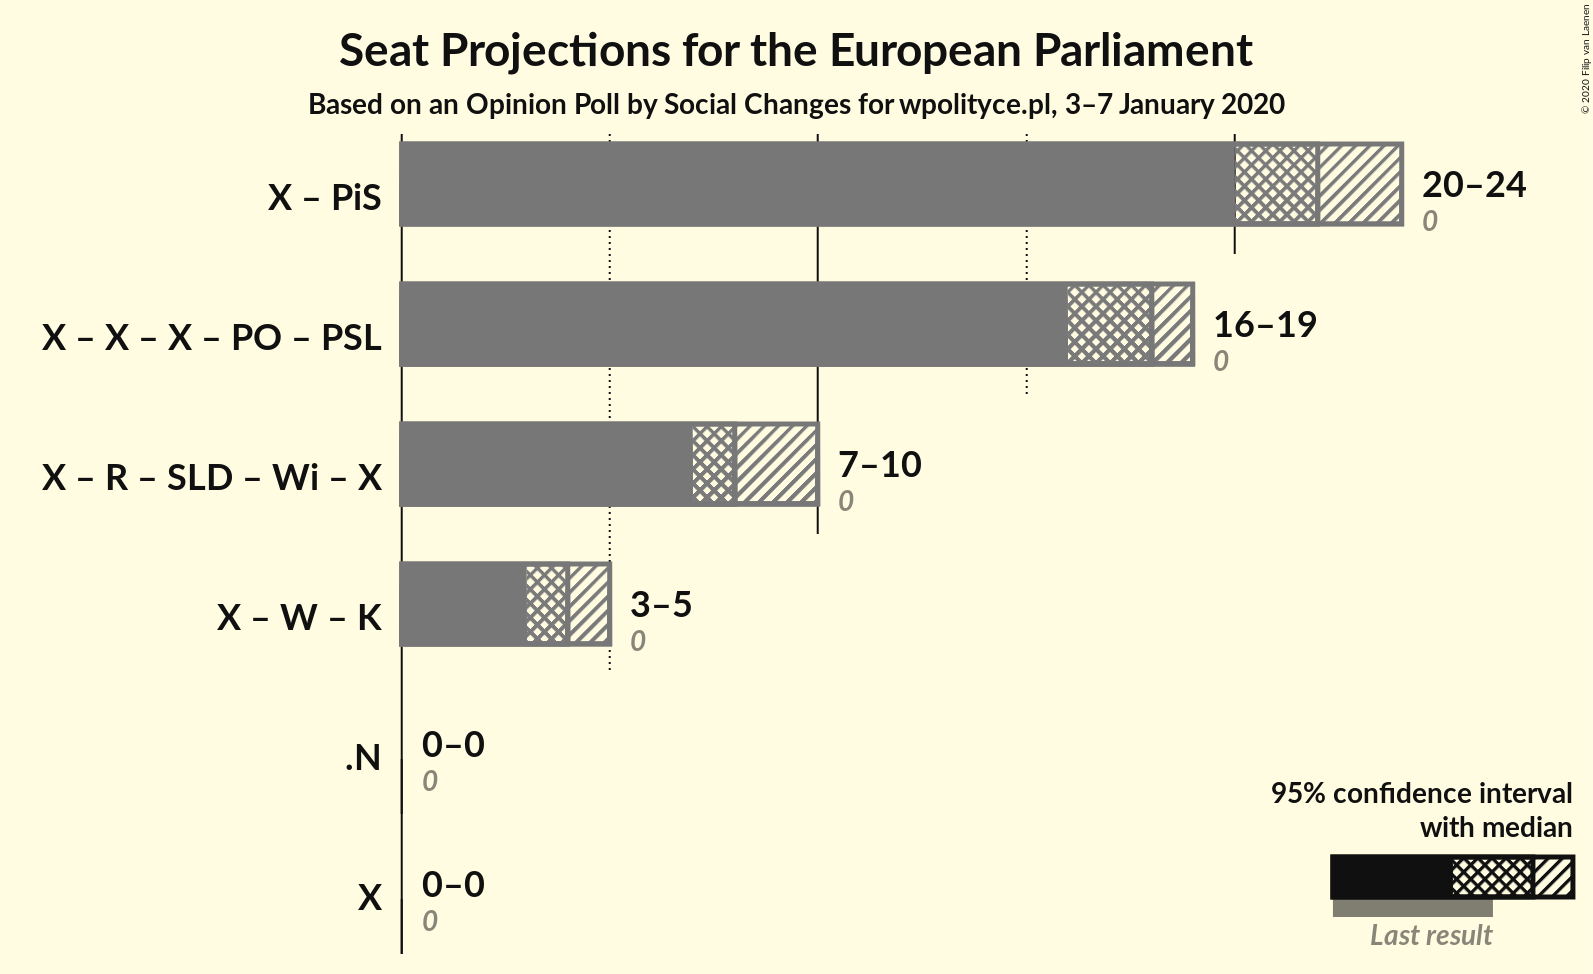 Seat Projections for the European Parliament
Based on an Opinion Poll by Social Changes for wpolityce.pl, 3–7 January 2020
© 2020 Filip van Laenen
X – PiS
20–24
0
X – X – X – PO – PSL
16–19
0
X – R – SLD – Wi – X
7–10
0
X – W – K
3–5
0
.N
0–0
0
X
0–0
0
95% confidence interval
with median
Last result